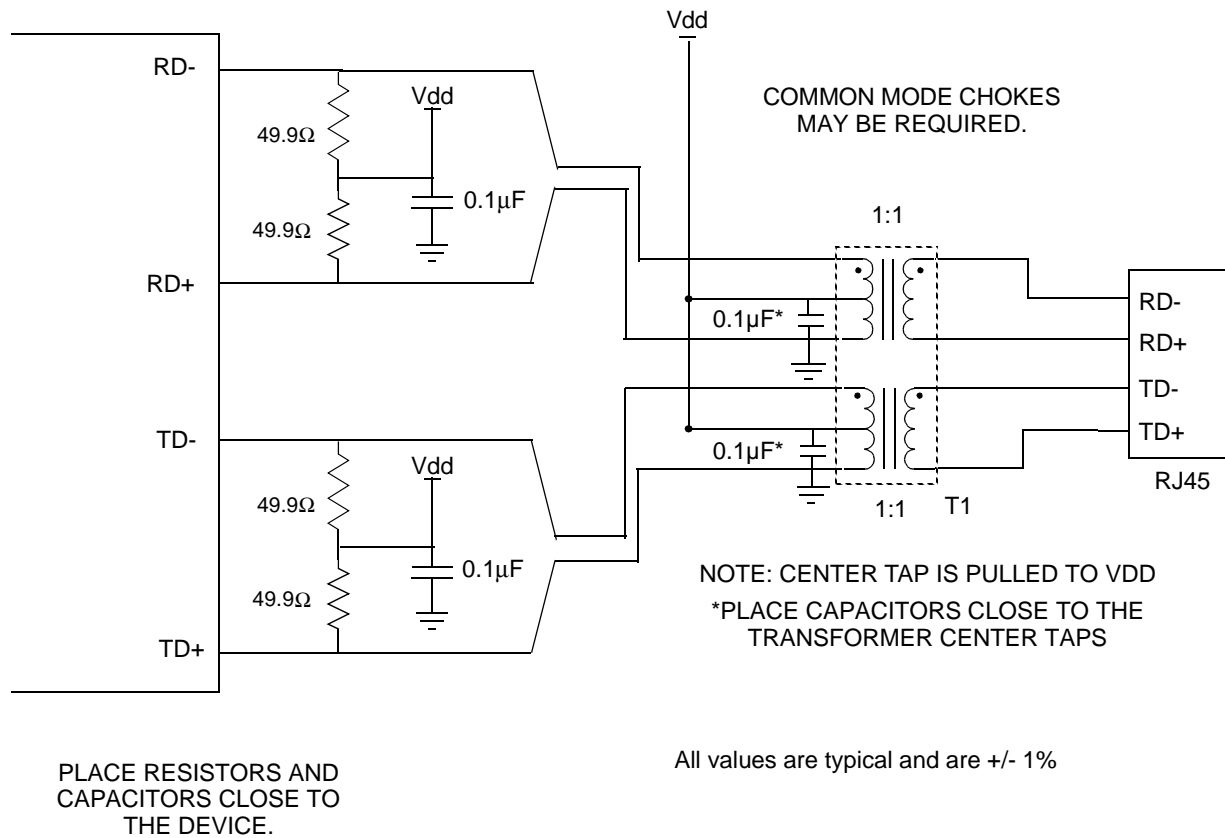 Vdd
RD-
Vdd
COMMON MODE CHOKES
MAY BE REQUIRED.
49.9Ω
0.1µF
49.9Ω
1:1
RD+
0.1µF*
RD-
RD+
TD-
TD+
TD-
Vdd
0.1µF*
RJ45
49.9Ω
1:1
T1
0.1µF
49.9Ω
NOTE: CENTER TAP IS PULLED TO VDD
*PLACE CAPACITORS CLOSE TO THE
TRANSFORMER CENTER TAPS
TD+
All values are typical and are +/- 1%
PLACE RESISTORS AND
CAPACITORS CLOSE TO
THE DEVICE.